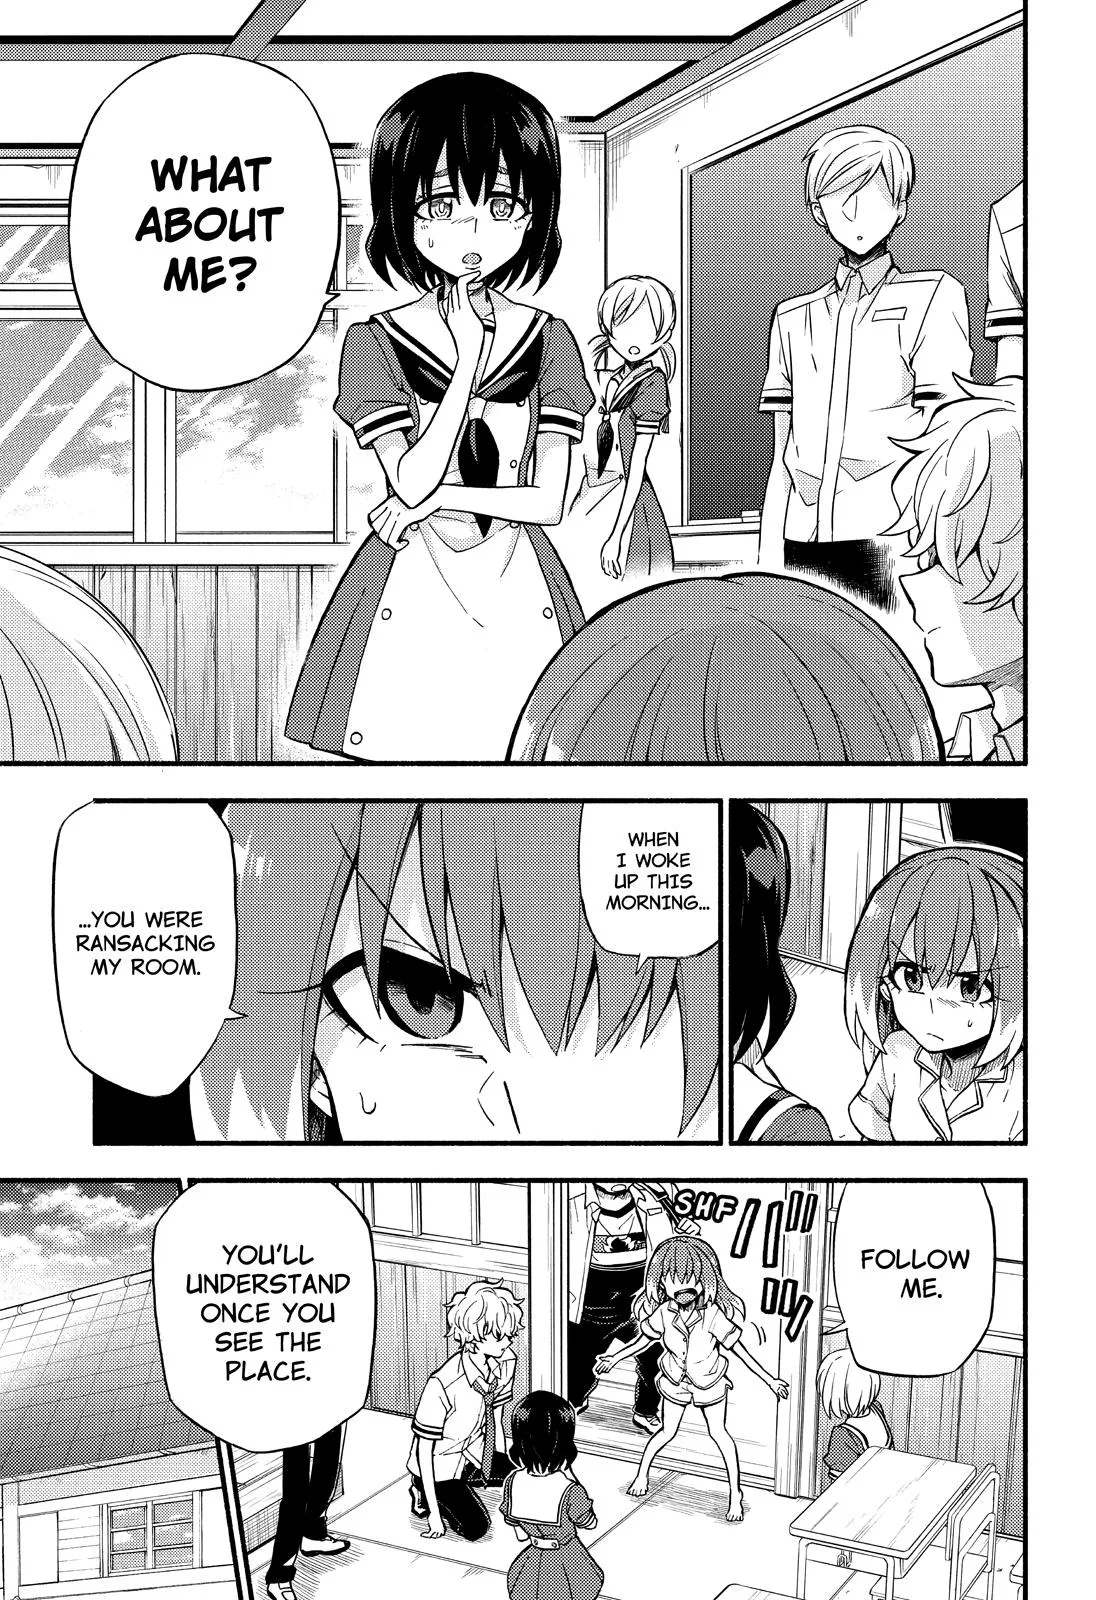 WHAT
ABOUT
ME?
WHEN
I WOKE
UP THIS
MORNING...
...YOU WERE
RANSACKING
MY ROOM.
SHF
FOLLOW
ME.
YOU'LL
UNDERSTAND
ONCE YOU
SEE THE
PLACE.